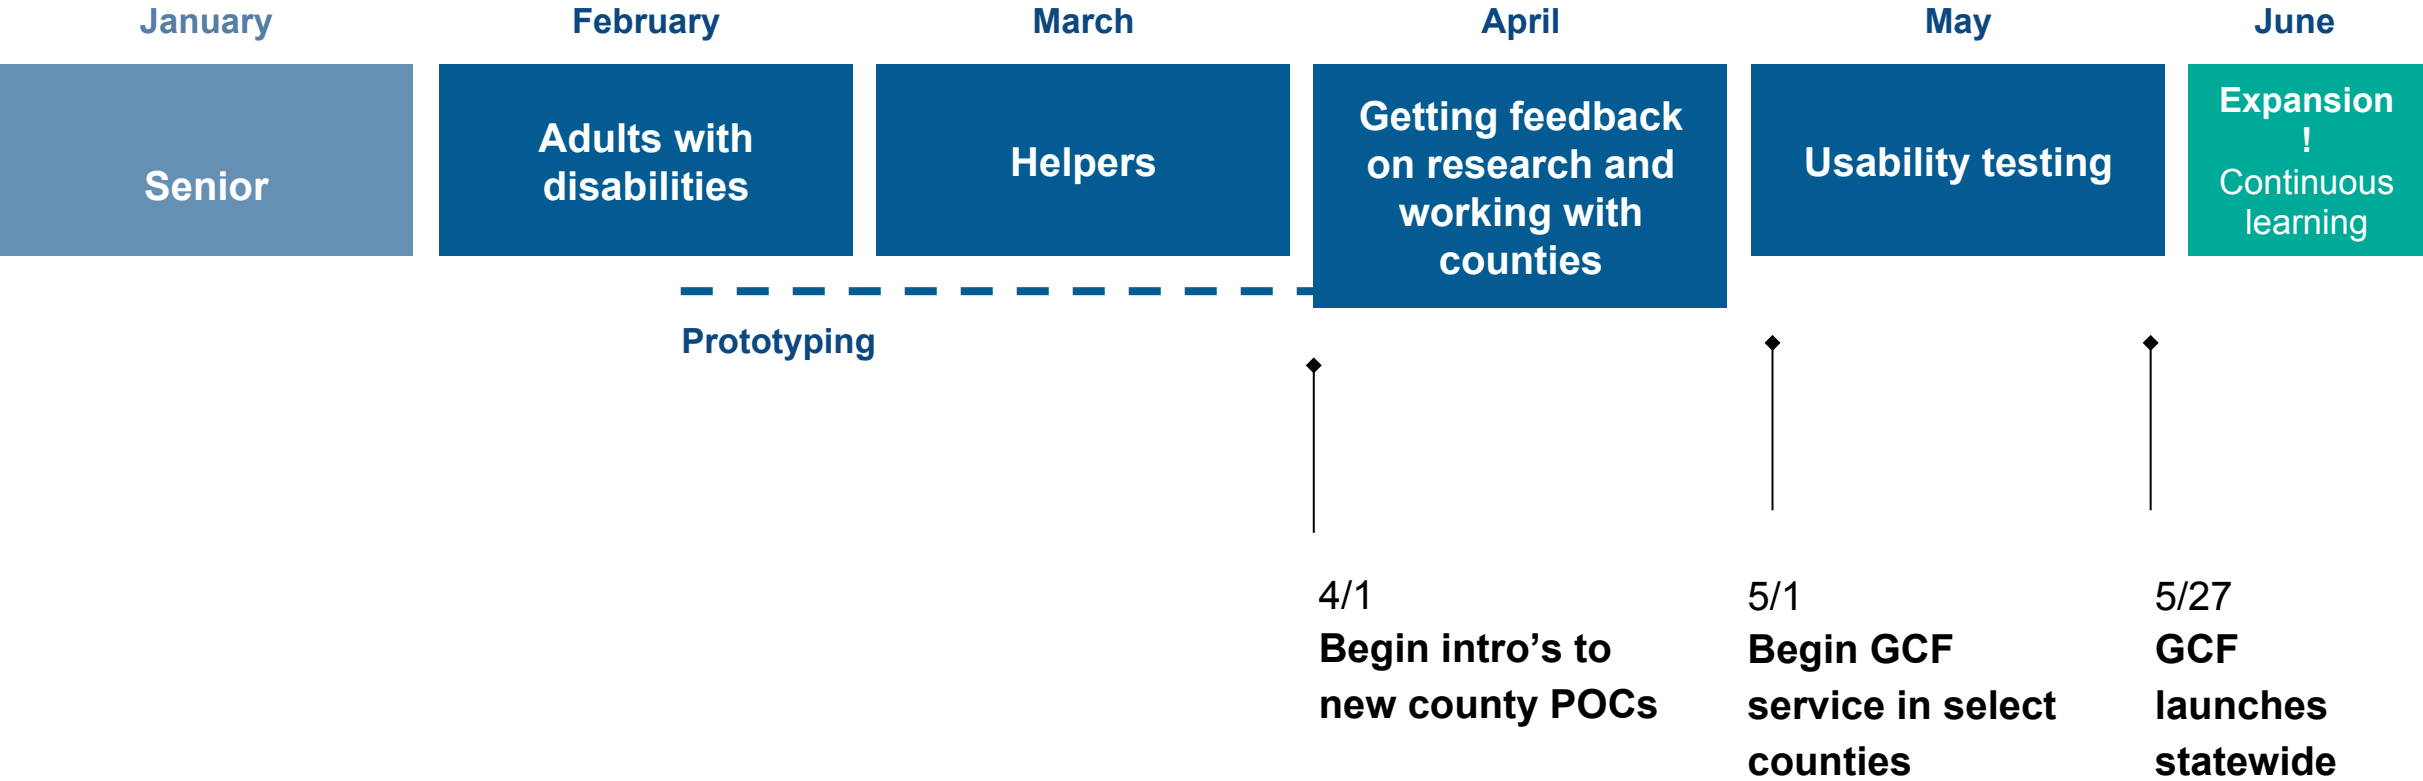 January
February
March
April
May
June
Senior
Adults with
disabilities
Helpers
Getting feedback
on research and
working with
counties
Usability testing
Expansion
!
Continuous
learning
Prototyping
4/1
Begin intro’s to
new county POCs
5/1
Begin GCF
service in select
counties
5/27
GCF
launches
statewide